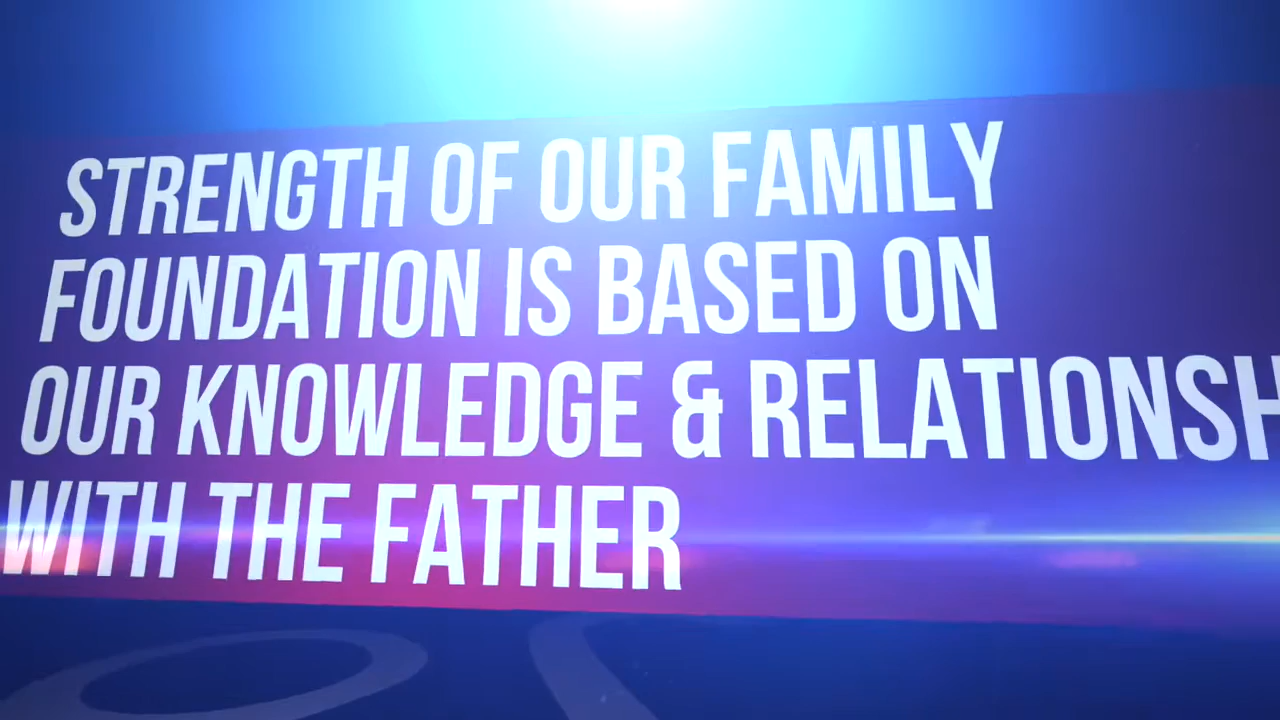 STRENGTH OF OUR FAMILY
FOUNDATION IS BASED ON
OUR KNOWLEDGE & RELATIONSH
WITH THE FATHER